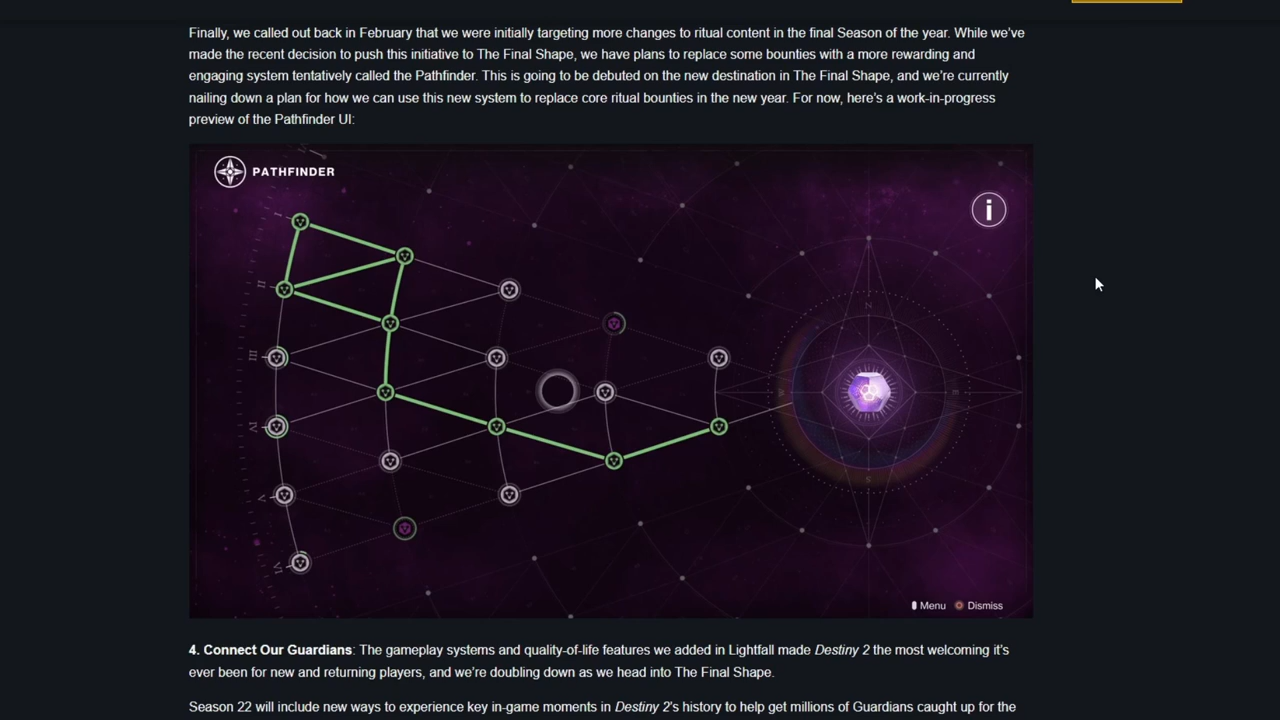 Finally, we called out back in February that we were initially targeting more changes to ritual content in the final Season of the year. While we've
made the recent decision to push this initiative to The Final Shape, we have plans to replace some bounties with a more rewarding and
engaging system tentatively called the Pathfinder. This is going to be debuted on the new destination in The Final Shape, and we're currently
nailing down a plan for how we can use this new system to replace core ritual bounties in the new year. For now, here's a work-in-progress
preview of the Pathfinder UI:
PATHFINDER
i
I
II
III
IV
V
VI
N
W
E
S
Menu Dismiss
4. Connect Our Guardians: The gameplay systems and quality-of-life features we added in Lightfall made Destiny 2 the most welcoming it's
ever been for new and returning players, and we're doubling down as we head into The Final Shape.
Season 22 will include new ways to experience key in-game moments in Destiny 2's history to help get millions of Guardians caught up for the